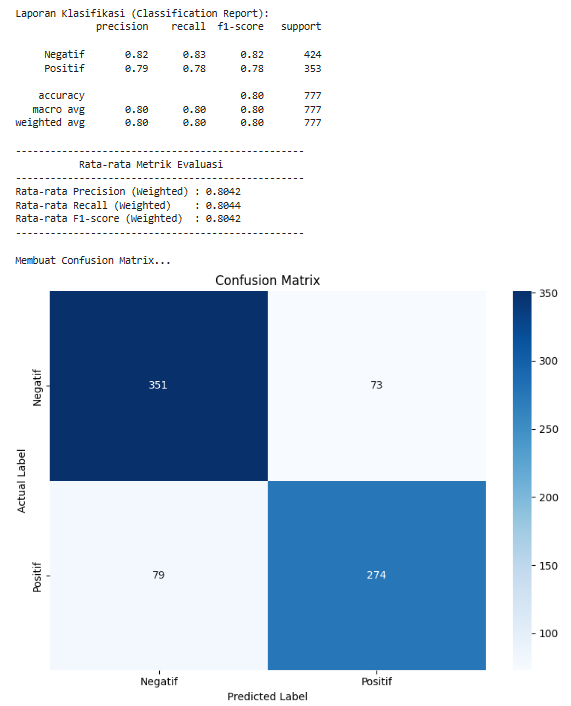 Laporan Klasifikasi (Classification Report):
precision recall f1-score support
Negatif 0.82 0.83 0.82 424
Positif 0.79 0.78 0.78 353
accuracy 0.80 777
macro avg 0.80 0.80 0.80 777
weighted avg 0.80 0.80 0.80 777
--------------------------------------------------
Rata-rata Metrik Evaluasi
--------------------------------------------------
Rata-rata Precision (Weighted) : 0.8042
Rata-rata Recall (Weighted) : 0.8044
Rata-rata F1-score (Weighted) : 0.8042
--------------------------------------------------
Membuat Confusion Matrix...
Confusion Matrix
350
300
250
200
150
100
Actual Label
Negatif
351 73
Positif
79 274
Negatif Positif
Predicted Label